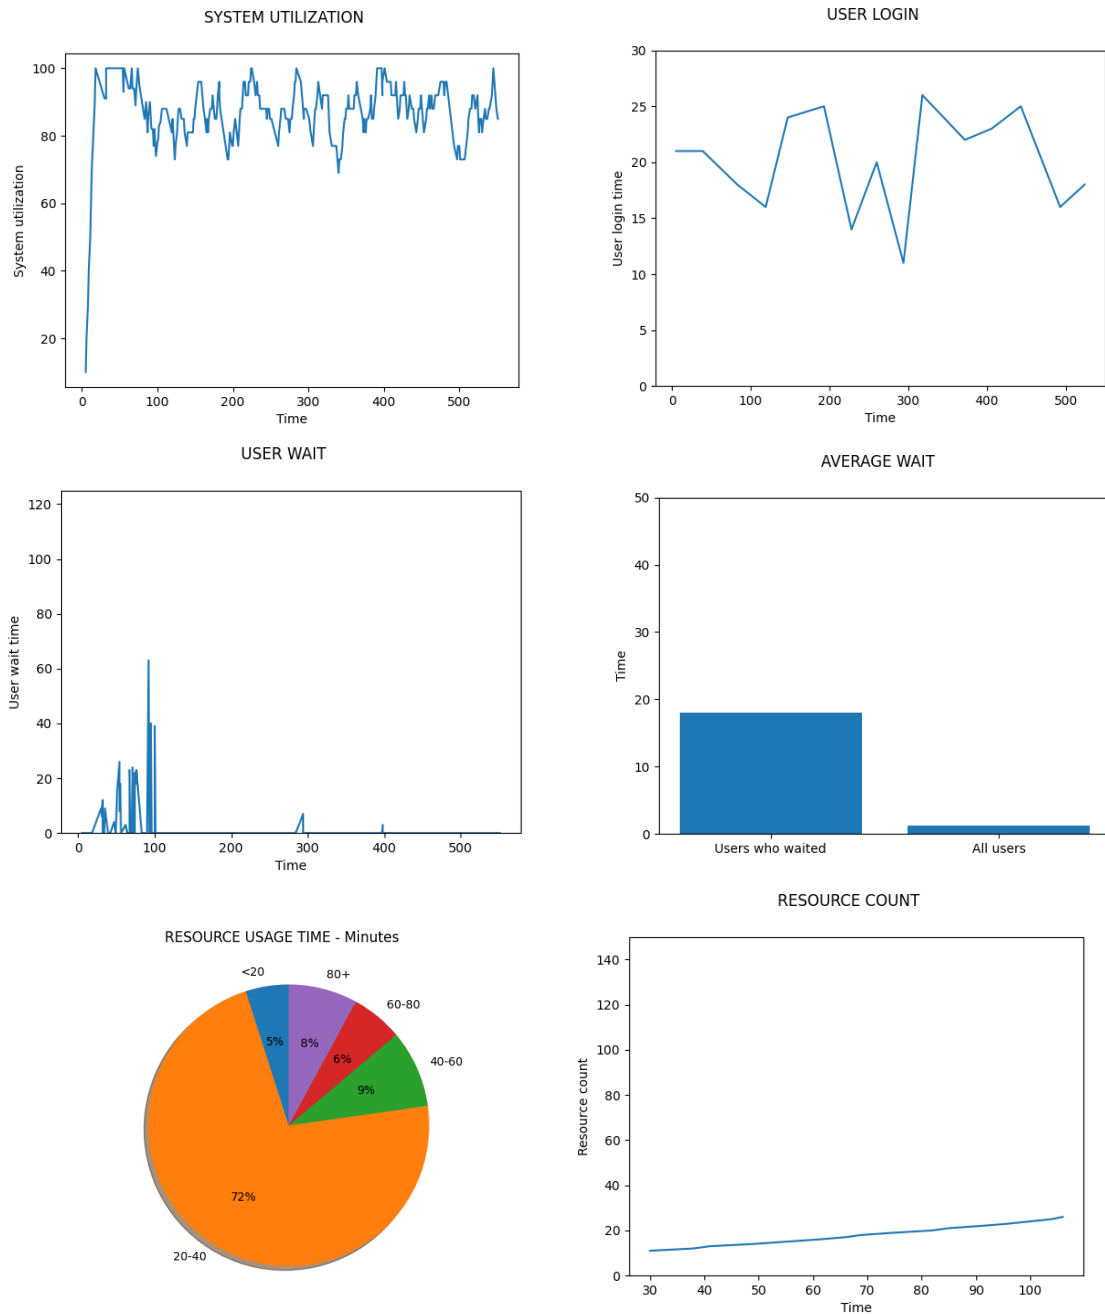 SYSTEM UTILIZATION
System utilization
100
80
60
40
20
0 100 200 300 400 500
Time
USER LOGIN
User login time
30
25
20
15
10
5
0
0 100 200 300 400 500
Time
USER WAIT
User wait time
120
100
80
60
40
20
0
0 100 200 300 400 500
Time
AVERAGE WAIT
Time
50
40
30
20
10
0
Users who waited All users
RESOURCE USAGE TIME - Minutes
<20
80+
60-80
40-60
20-40
5%
8%
6%
9%
72%
RESOURCE COUNT
Resource count
140
120
100
80
60
40
20
0
30 40 50 60 70 80 90 100
Time